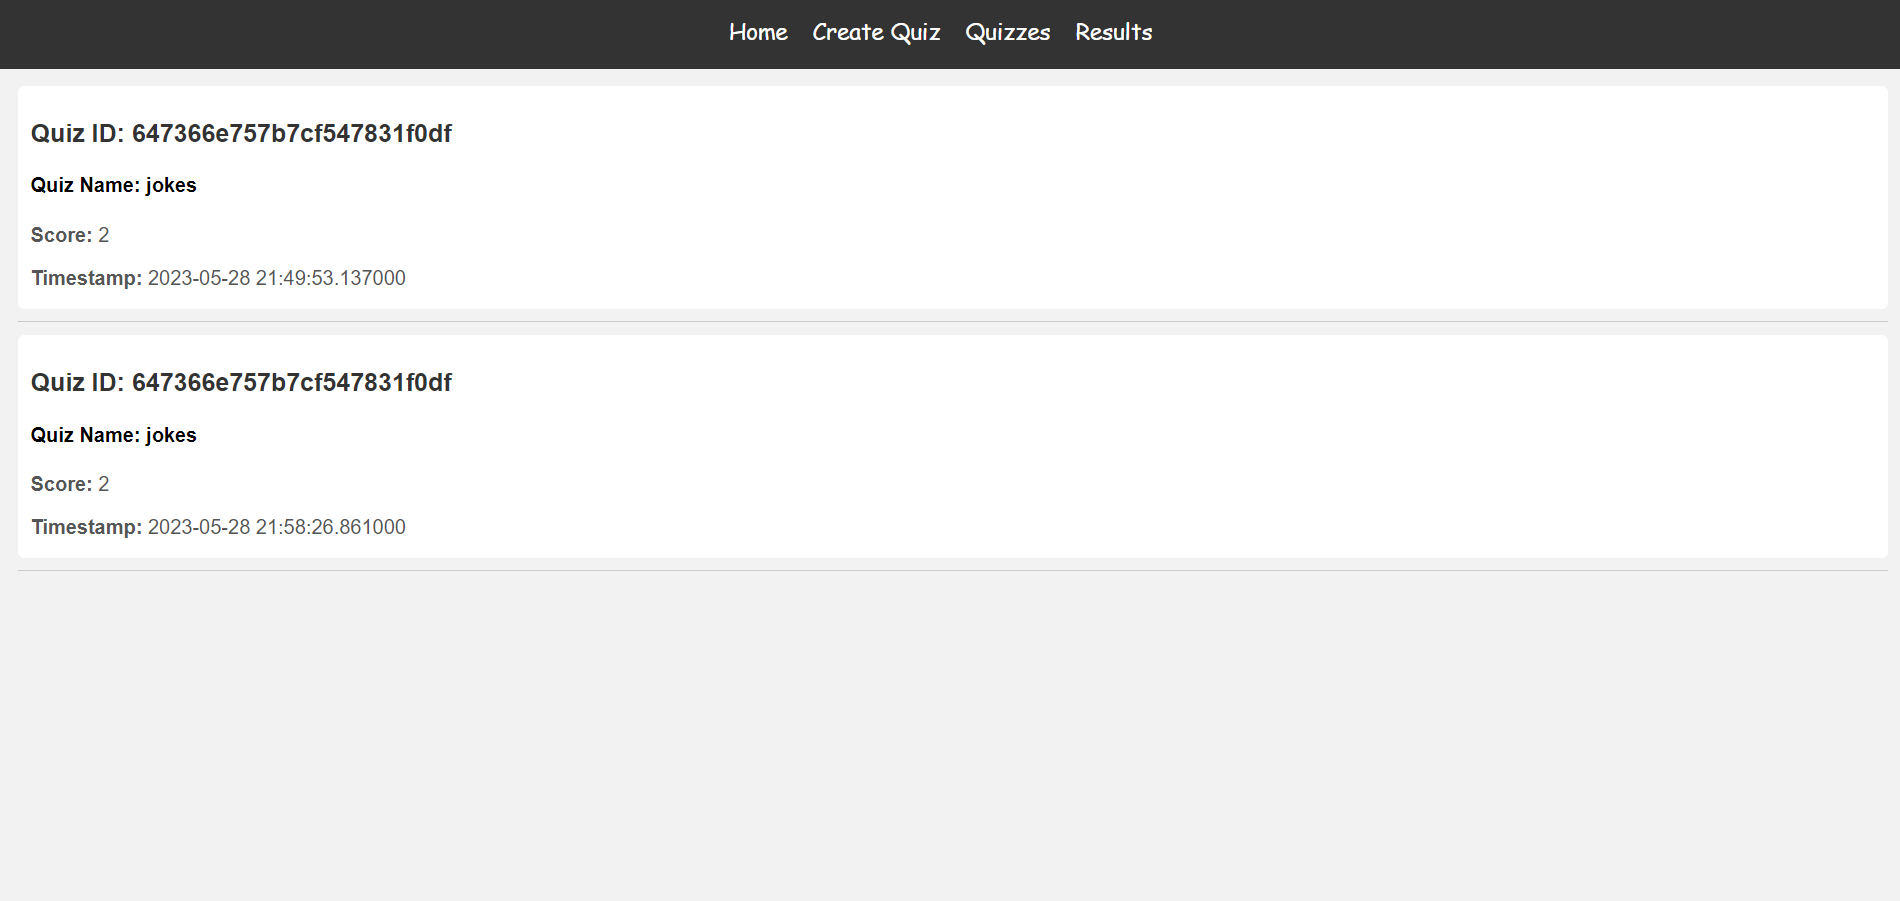 Home Create Quiz Quizzes Results
Quiz ID: 647366e757b7cf547831f0df
Quiz Name: jokes
Score: 2
Timestamp: 2023-05-28 21:49:53.137000
Quiz ID: 647366e757b7cf547831f0df
Quiz Name: jokes
Score: 2
Timestamp: 2023-05-28 21:58:26.861000